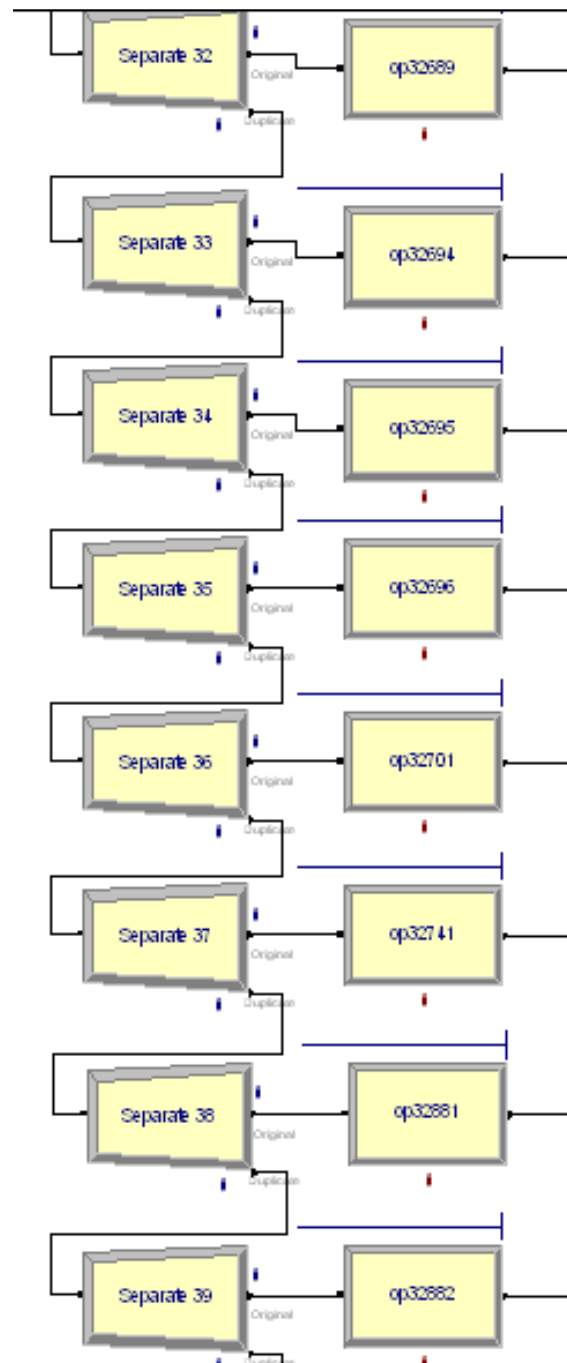 Separate 32
Original
Duplicate
op32689
Separate 33
Original
Duplicate
op32694
Separate 34
Original
Duplicate
op32695
Separate 35
Original
Duplicate
op32696
Separate 36
Original
Duplicate
op32701
Separate 37
Original
Duplicate
op32741
Separate 38
Original
Duplicate
op32881
Separate 39
Original
op32882